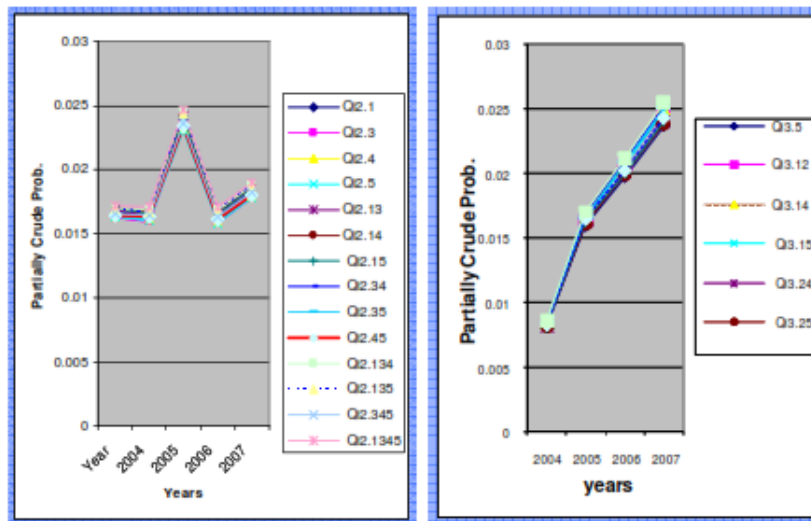 0.03
0.025
0.02
0.015
0.01
0.005
0
Partially Crude Prob.
Year
2004
2005
2006
2007
Years
Qi2.1
Qi2.3
Qi2.4
Qi2.5
Qi2.13
Qi2.14
Qi2.15
Qi2.34
Qi2.35
Qi2.45
Qi2.134
Qi2.135
Qi2.345
Qi2.1345
0.03
0.025
0.02
0.015
0.01
0.005
0
Partially Crude Prob.
2004
2005
2006
2007
years
Qi3.5
Qi3.12
Qi3.14
Qi3.15
Qi3.24
Qi3.25